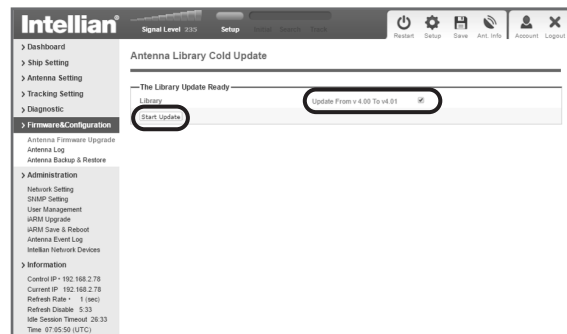 Intellian®
Signal Level 235 Setup Initial Search Track
Restart Setup Save Ant. Info Account Logout
> Dashboard
> Ship Setting
> Antenna Setting
> Tracking Setting
> Diagnostic
> Firmware&Configuration
Antenna Firmware Upgrade
Antenna Log
Antenna Backup & Restore
> Administration
Network Setting
SNMP Setting
User Management
iARM Upgrade
iARM Save & Reboot
Antenna Event Log
Intellian Network Devices
> Information
Control IP • 192.168.2.78
Current IP 192.168.2.78
Refresh Rate • 1 (sec)
Refresh Disable 5:33
Idle Session Timeout 26:33
Time 07:05:50 (UTC)
Antenna Library Cold Update
The Library Update Ready
Library Update From v 4.00 To v4.01
Start Update